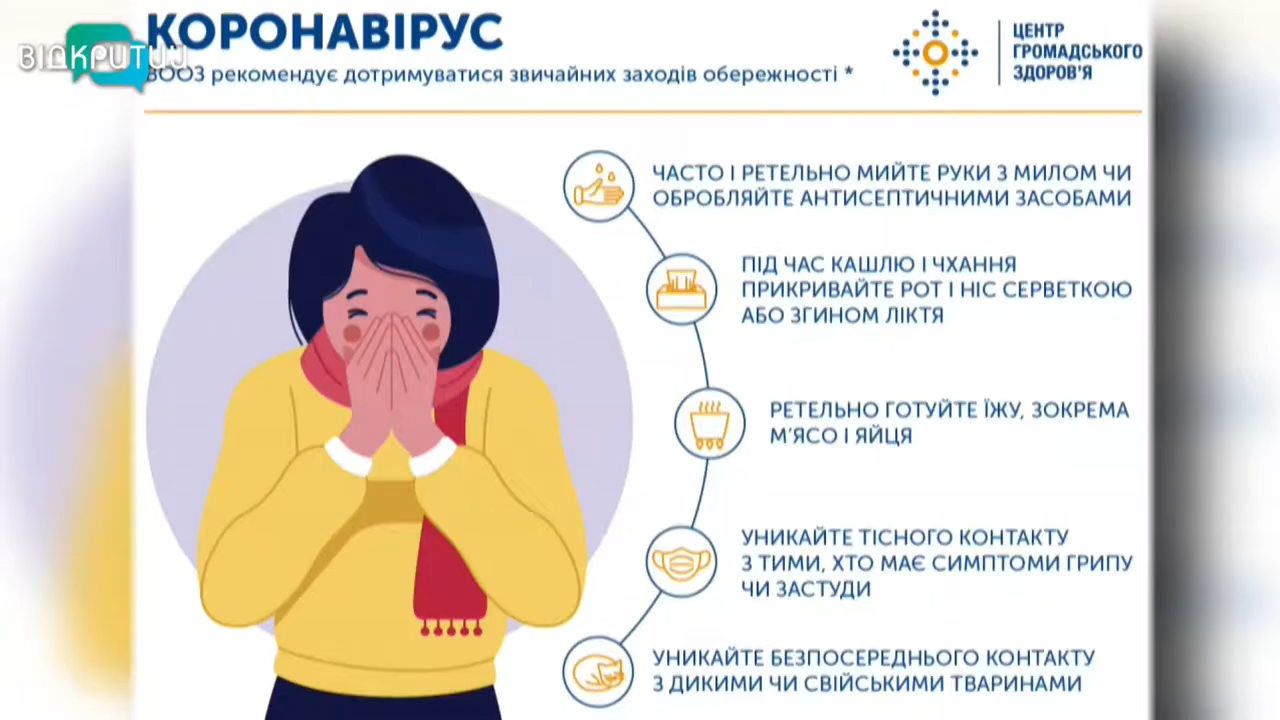 КОРОНАВІРУС
ВІДКРИТИЙ
ВООЗ рекомендує дотримуватися звичайних заходів обережності *
ЦЕНТР
ГРОМАДСЬКОГО
ЗДОРОВ'Я
ЧАСТО І РЕТЕЛЬНО МИЙТЕ РУКИ З МИЛОМ ЧИ
ОБРОБЛЯЙТЕ АНТИСЕПТИЧНИМИ ЗАСОБАМИ
ПІД ЧАС КАШЛЮ І ЧХАННЯ
ПРИКРИВАЙТЕ РОТ І НІС СЕРВЕТКОЮ
АБО ЗГИНОМ ЛІКТЯ
РЕТЕЛЬНО ГОТУЙТЕ ЇЖУ, ЗОКРЕМА
М'ЯСО І ЯЙЦЯ
УНИКАЙТЕ ТІСНОГО КОНТАКТУ
З ТИМИ, ХТО МАЄ СИМПТОМИ ГРИПУ
ЧИ ЗАСТУДИ
УНИКАЙТЕ БЕЗПОСЕРЕДНЬОГО КОНТАКТУ
З ДИКИМИ ЧИ СВІЙСЬКИМИ ТВАРИНАМИ